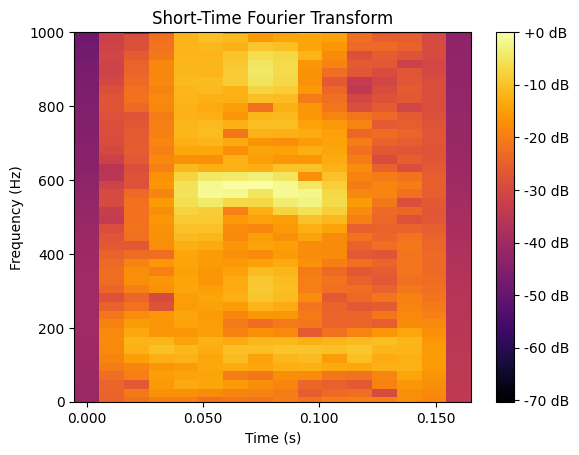 Short-Time Fourier Transform
1000
800
600
400
200
0
Frequency (Hz)
0.000
0.050
0.100
0.150
Time (s)
+0 dB
-10 dB
-20 dB
-30 dB
-40 dB
-50 dB
-60 dB
-70 dB